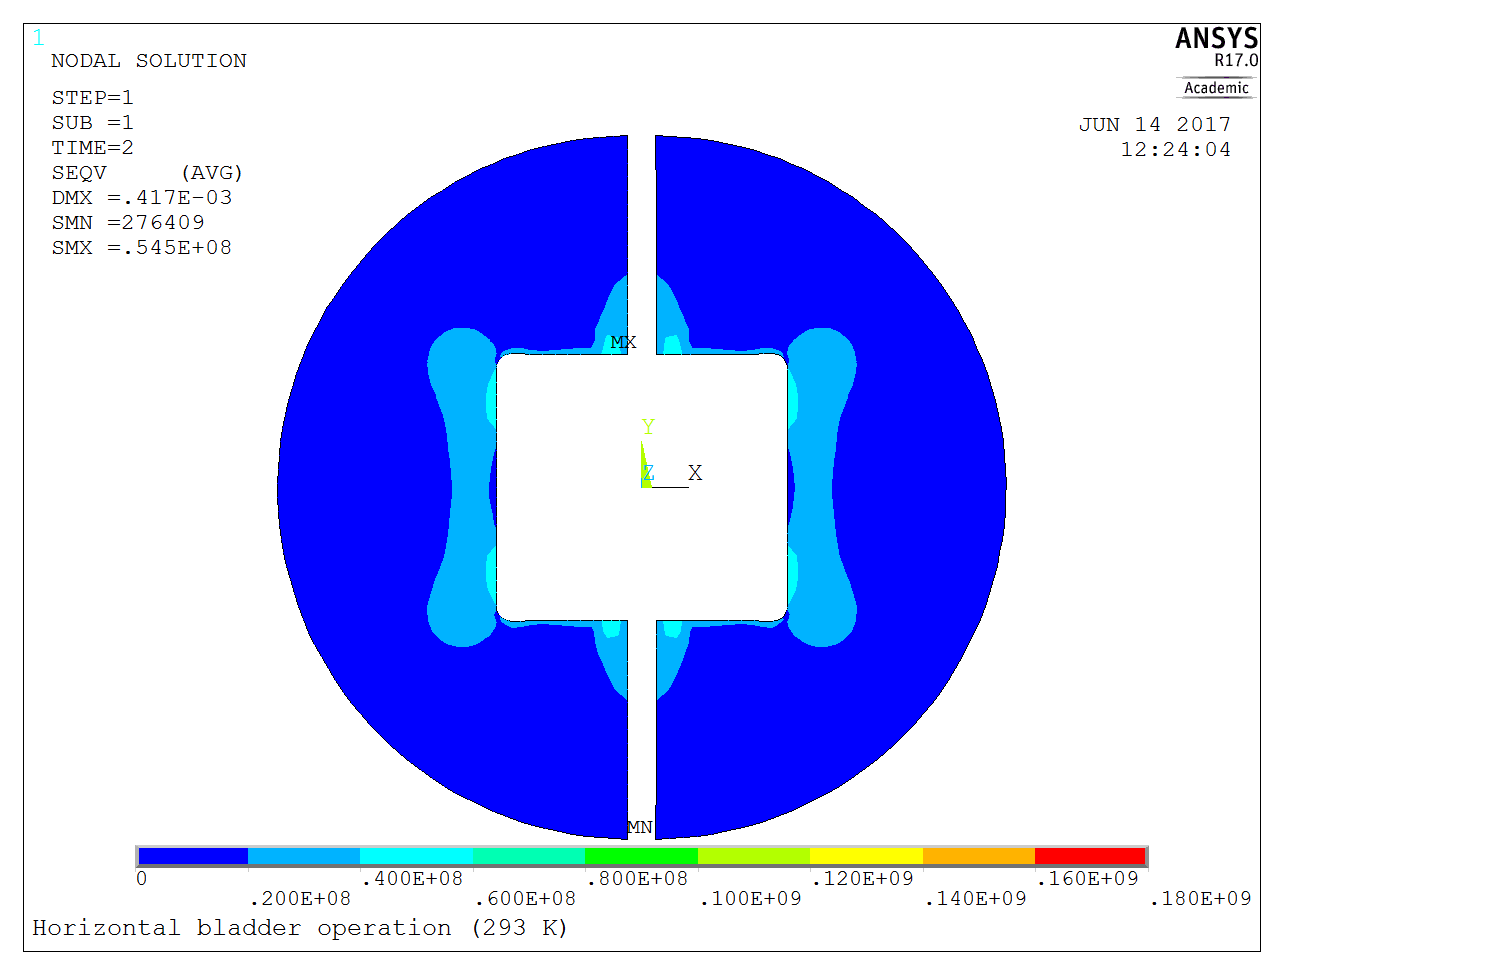 1
NODAL SOLUTION
STEP=1
SUB =1
TIME=2
SEQV (AVG)
DMX =.417E-03
SMN =276409
SMX =.545E+08
ANSYS
R17.0
Academic
JUN 14 2017
12:24:04
MX
Y
Z X
MN
0 .400E+08 .800E+08 .120E+09 .160E+09
.200E+08 .600E+08 .100E+09 .140E+09 .180E+09
Horizontal bladder operation (293 K)